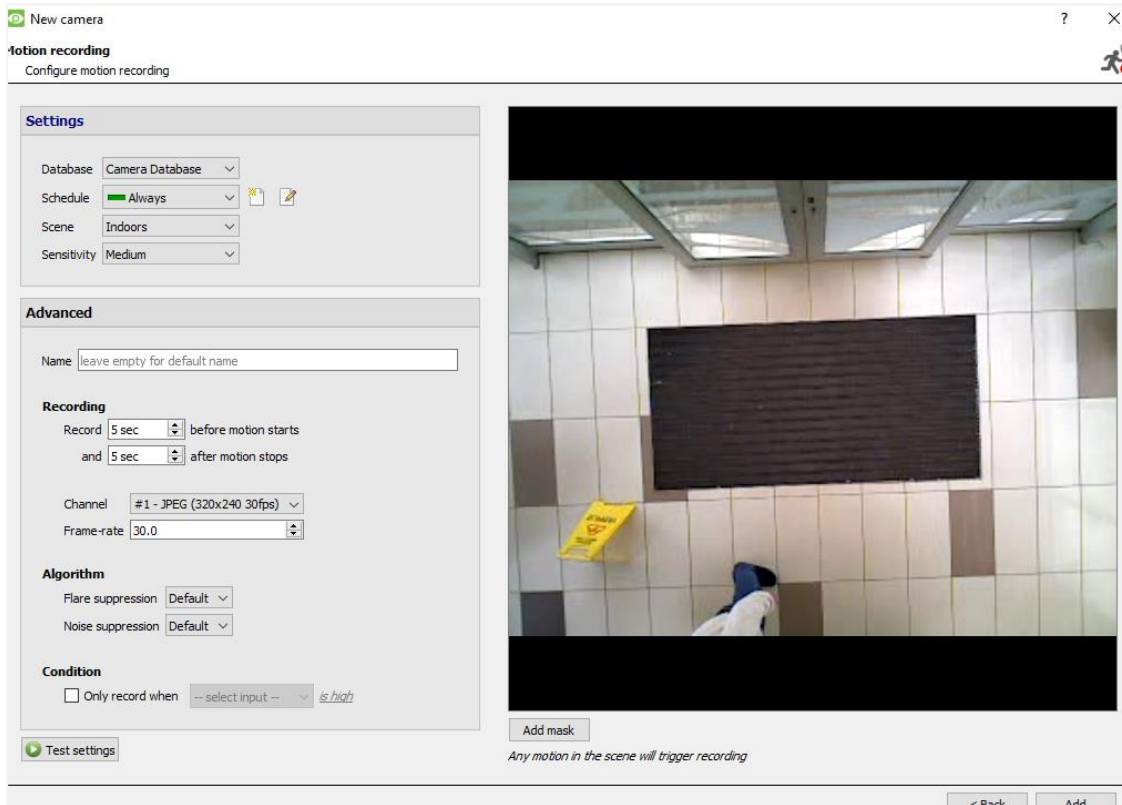 New camera
?
Motion recording
Configure motion recording
Settings
Database Camera Database
Schedule Always
Scene Indoors
Sensitivity Medium
Advanced
Name leave empty for default name
Recording
Record 5 sec before motion starts
and 5 sec after motion stops
Channel #1 - JPEG (320x240 30fps)
Frame-rate 30.0
Algorithm
Flare suppression Default
Noise suppression Default
Condition
Only record when -- select input -- is high
Test settings
Add mask
Any motion in the scene will trigger recording
< Back Add